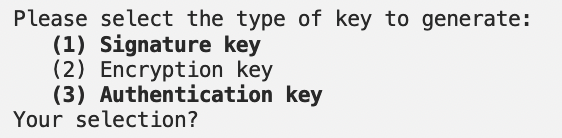 Please select the type of key to generate:
(1) Signature key
(2) Encryption key
(3) Authentication key
Your selection?